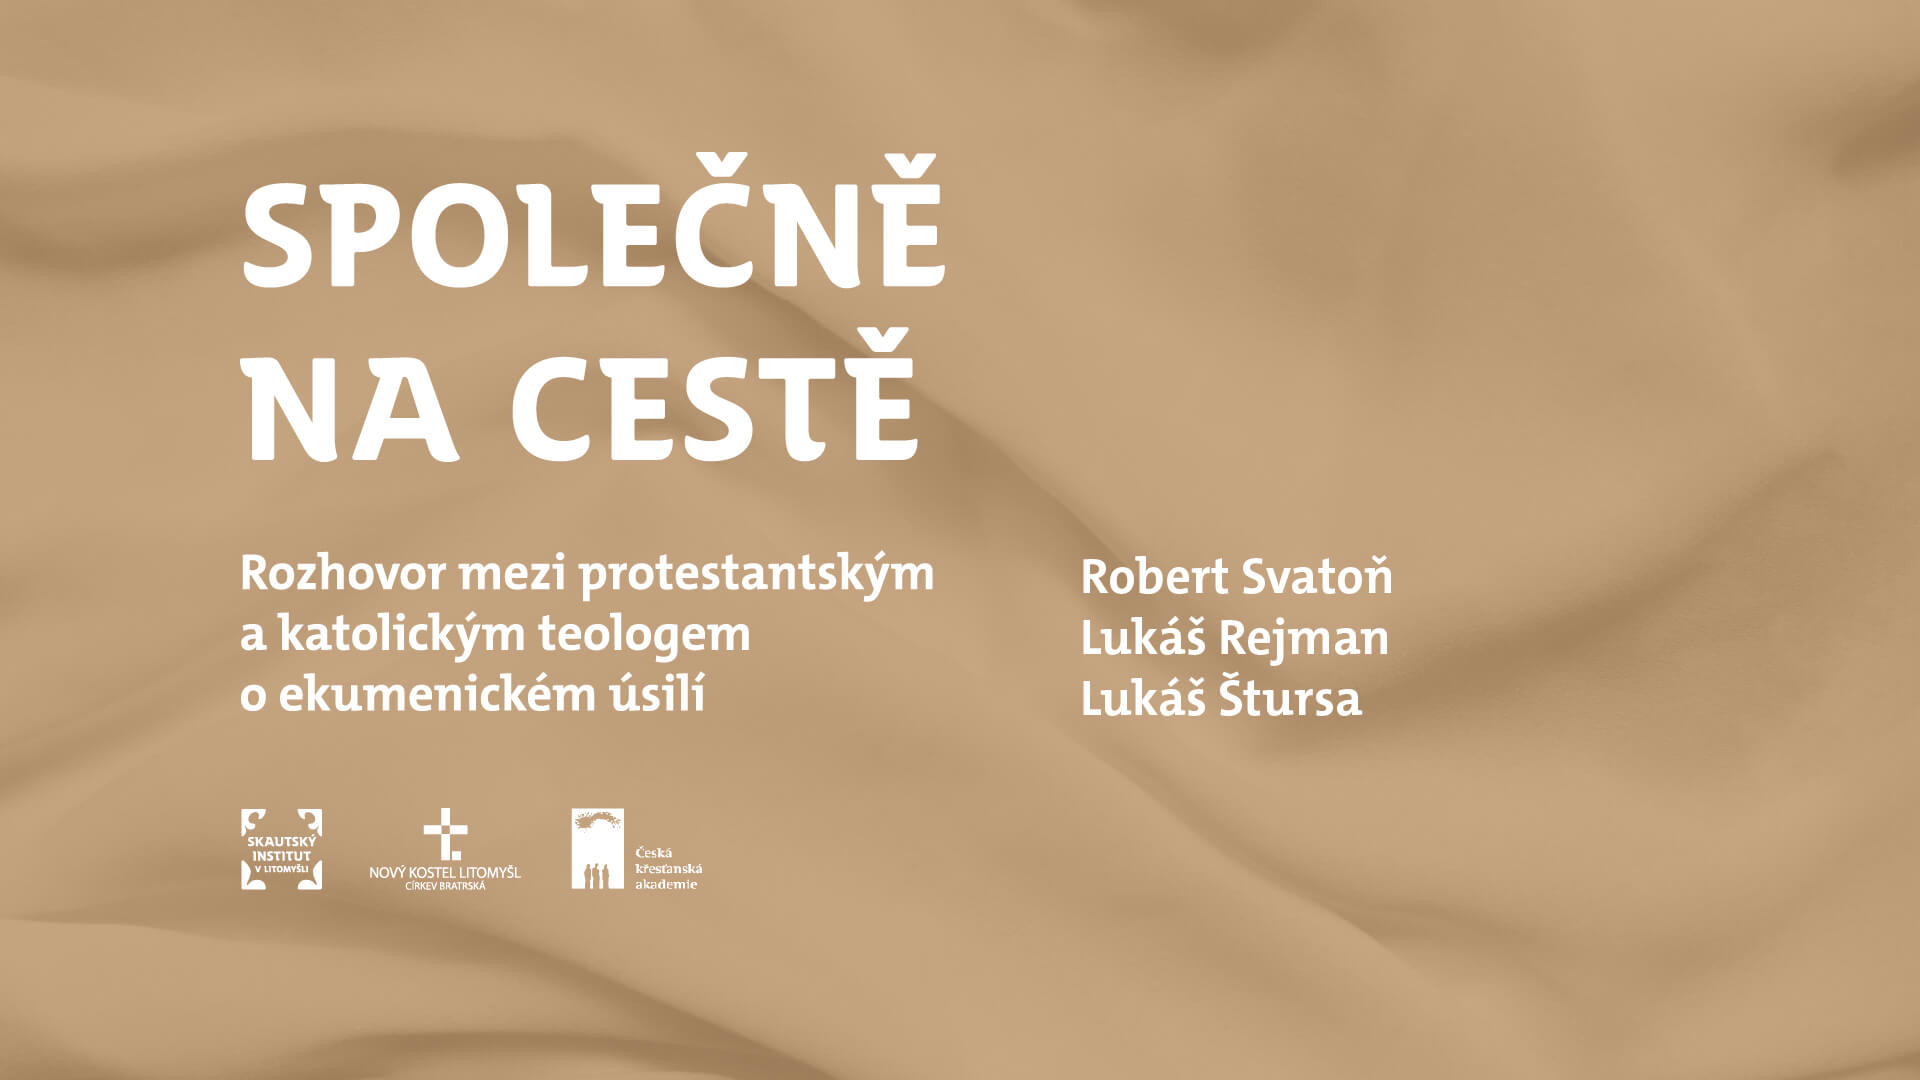 SPOLEČNĚ
NA CESTĚ
Rozhovor mezi protestantským
a katolickým teologem
o ekumenickém úsilí
Robert Svatoň
Lukáš Rejman
Lukáš Štursa
SKAUTSKÝ
INSTITUT
V LITOMYŠLI
NOVÝ KOSTEL LITOMYŠL
CÍRKEV BRATRSKÁ
Česká
křesťanská
akademie